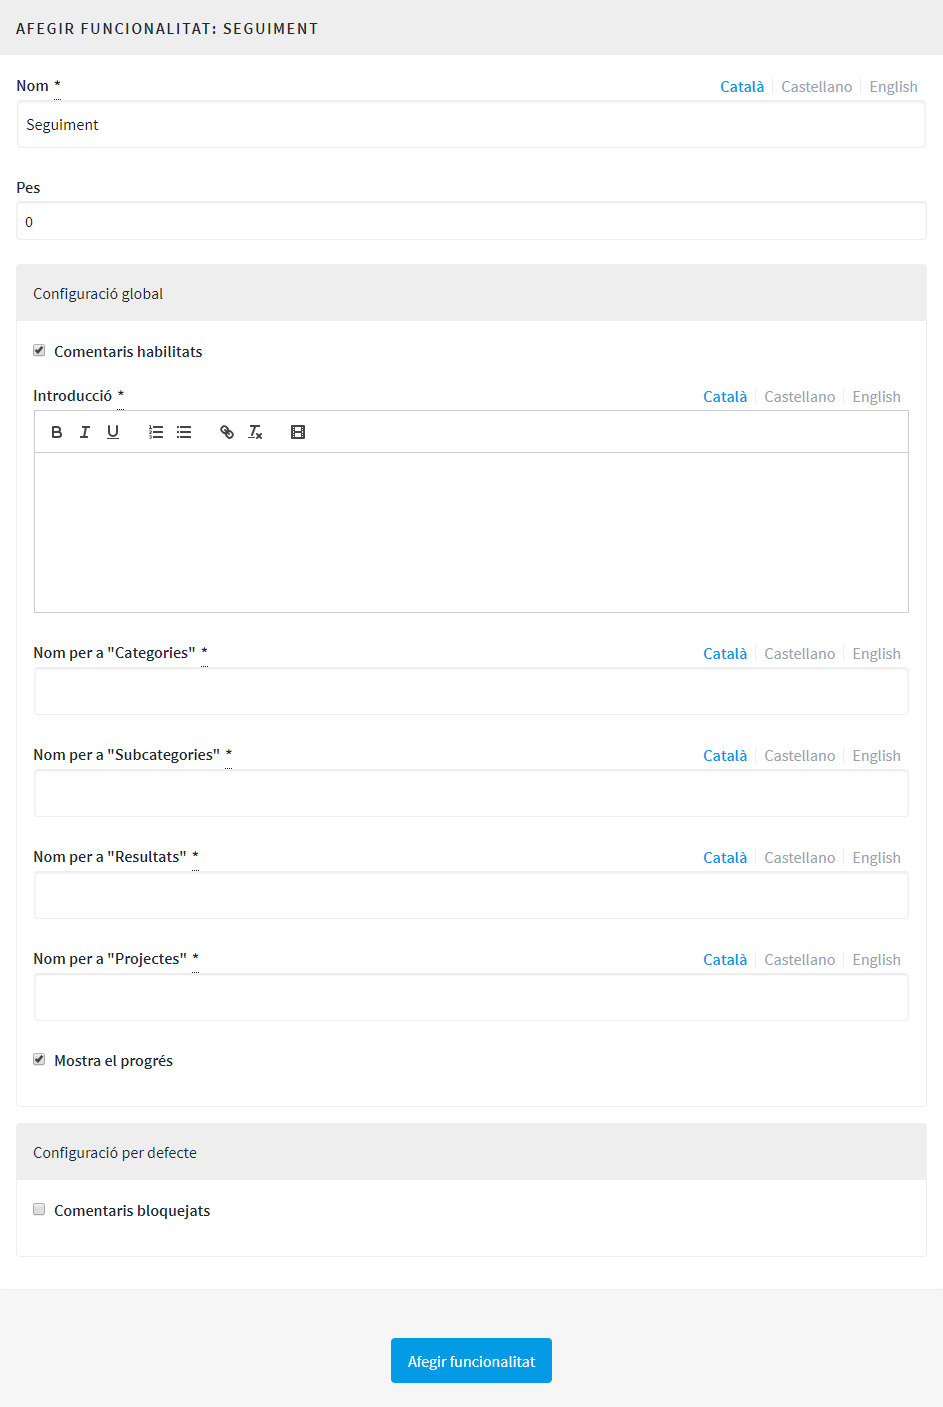 AFEGIR FUNCIONALITAT: SEGUIMENT
Nom * Català Castellano English
Seguiment
Pes
0
Configuració global
Comentaris habilitats
Introducció * Català Castellano English
Nom per a "Categories" * Català Castellano English
Nom per a "Subcategories" * Català Castellano English
Nom per a "Resultats" * Català Castellano English
Nom per a "Projectes" * Català Castellano English
Mostra el progrés
Configuració per defecte
Comentaris bloquejats
Afegir funcionalitat